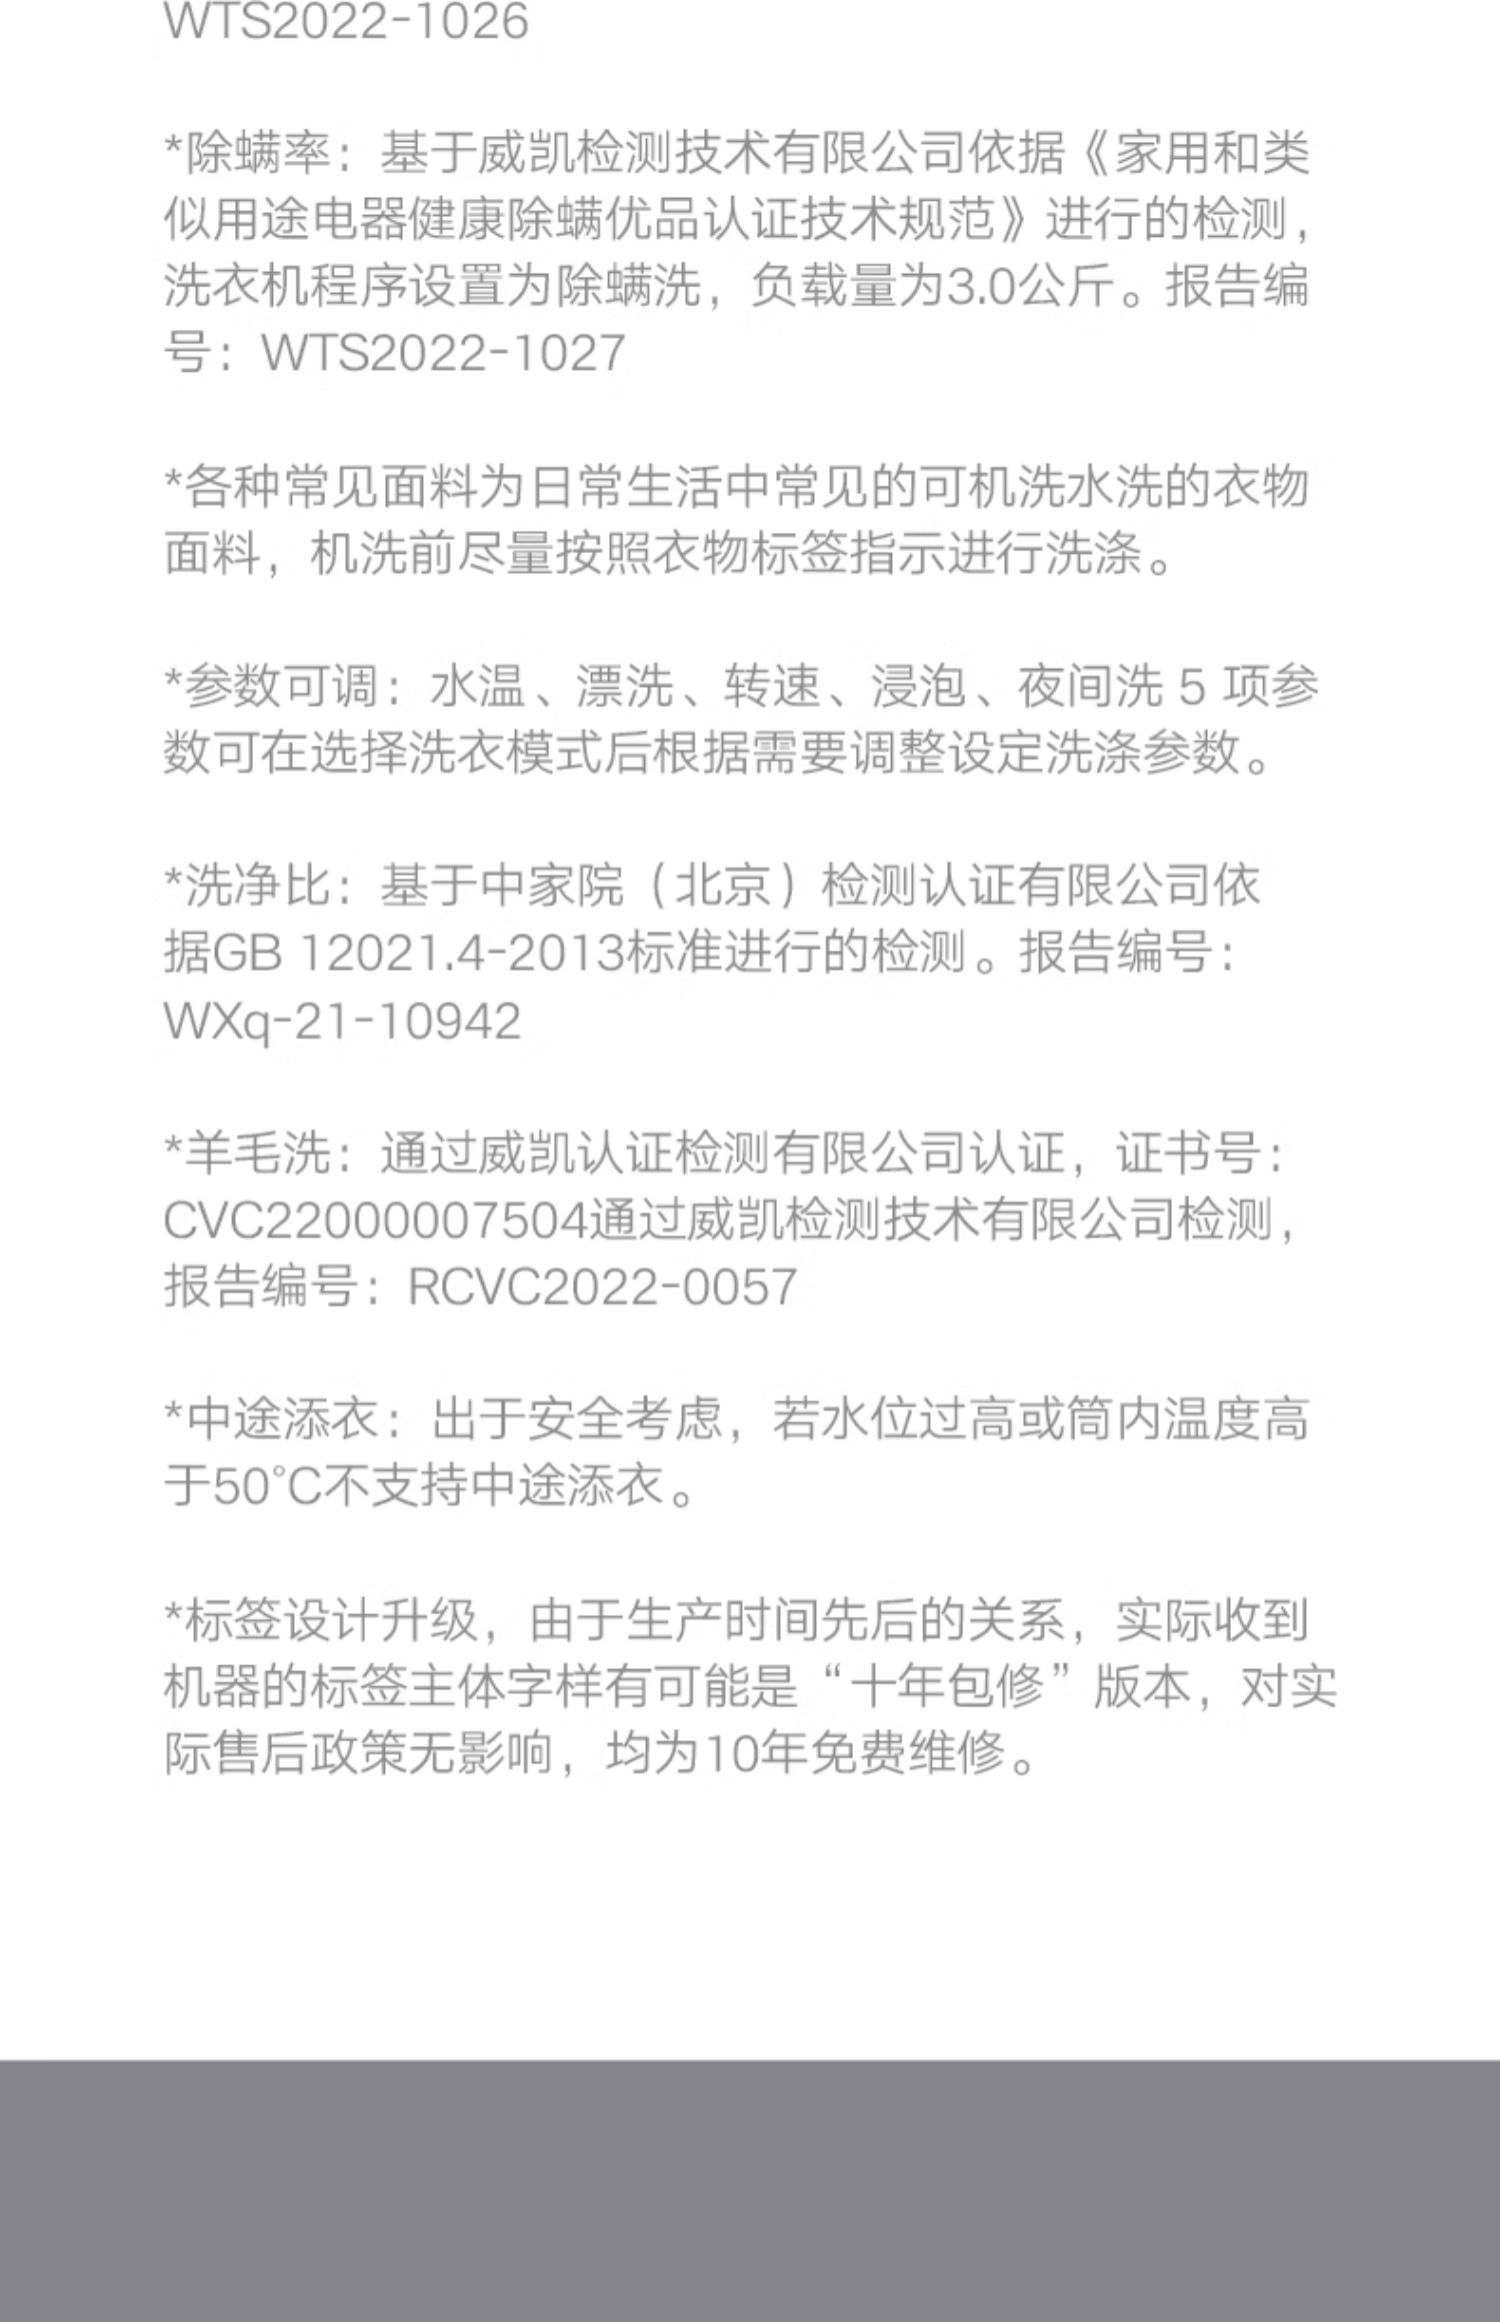 WTS2022-1026
*除螨率：基于威凯检测技术有限公司依据《家用和类
似用途电器健康除螨优品认证技术规范》进行的检测，
洗衣机程序设置为除螨洗，负载量为3.0公斤。报告编
号：WTS2022-1027
*各种常见面料为日常生活中常见的可机洗水洗的衣物
面料，机洗前尽量按照衣物标签指示进行洗涤。
*参数可调：水温、漂洗、转速、浸泡、夜间洗 5 项参
数可在选择洗衣模式后根据需要调整设定洗涤参数。
*洗净比：基于中家院（北京）检测认证有限公司依
据GB 12021.4-2013标准进行的检测。报告编号：
WXq-21-10942
*羊毛洗：通过威凯认证检测有限公司认证，证书号：
CVC22000007504通过威凯检测技术有限公司检测，
报告编号：RCVC2022-0057
*中途添衣：出于安全考虑，若水位过高或筒内温度高
于50°C不支持中途添衣。
*标签设计升级，由于生产时间先后的关系，实际收到
机器的标签主体字样有可能是“十年包修”版本，对实
际售后政策无影响，均为10年免费维修。